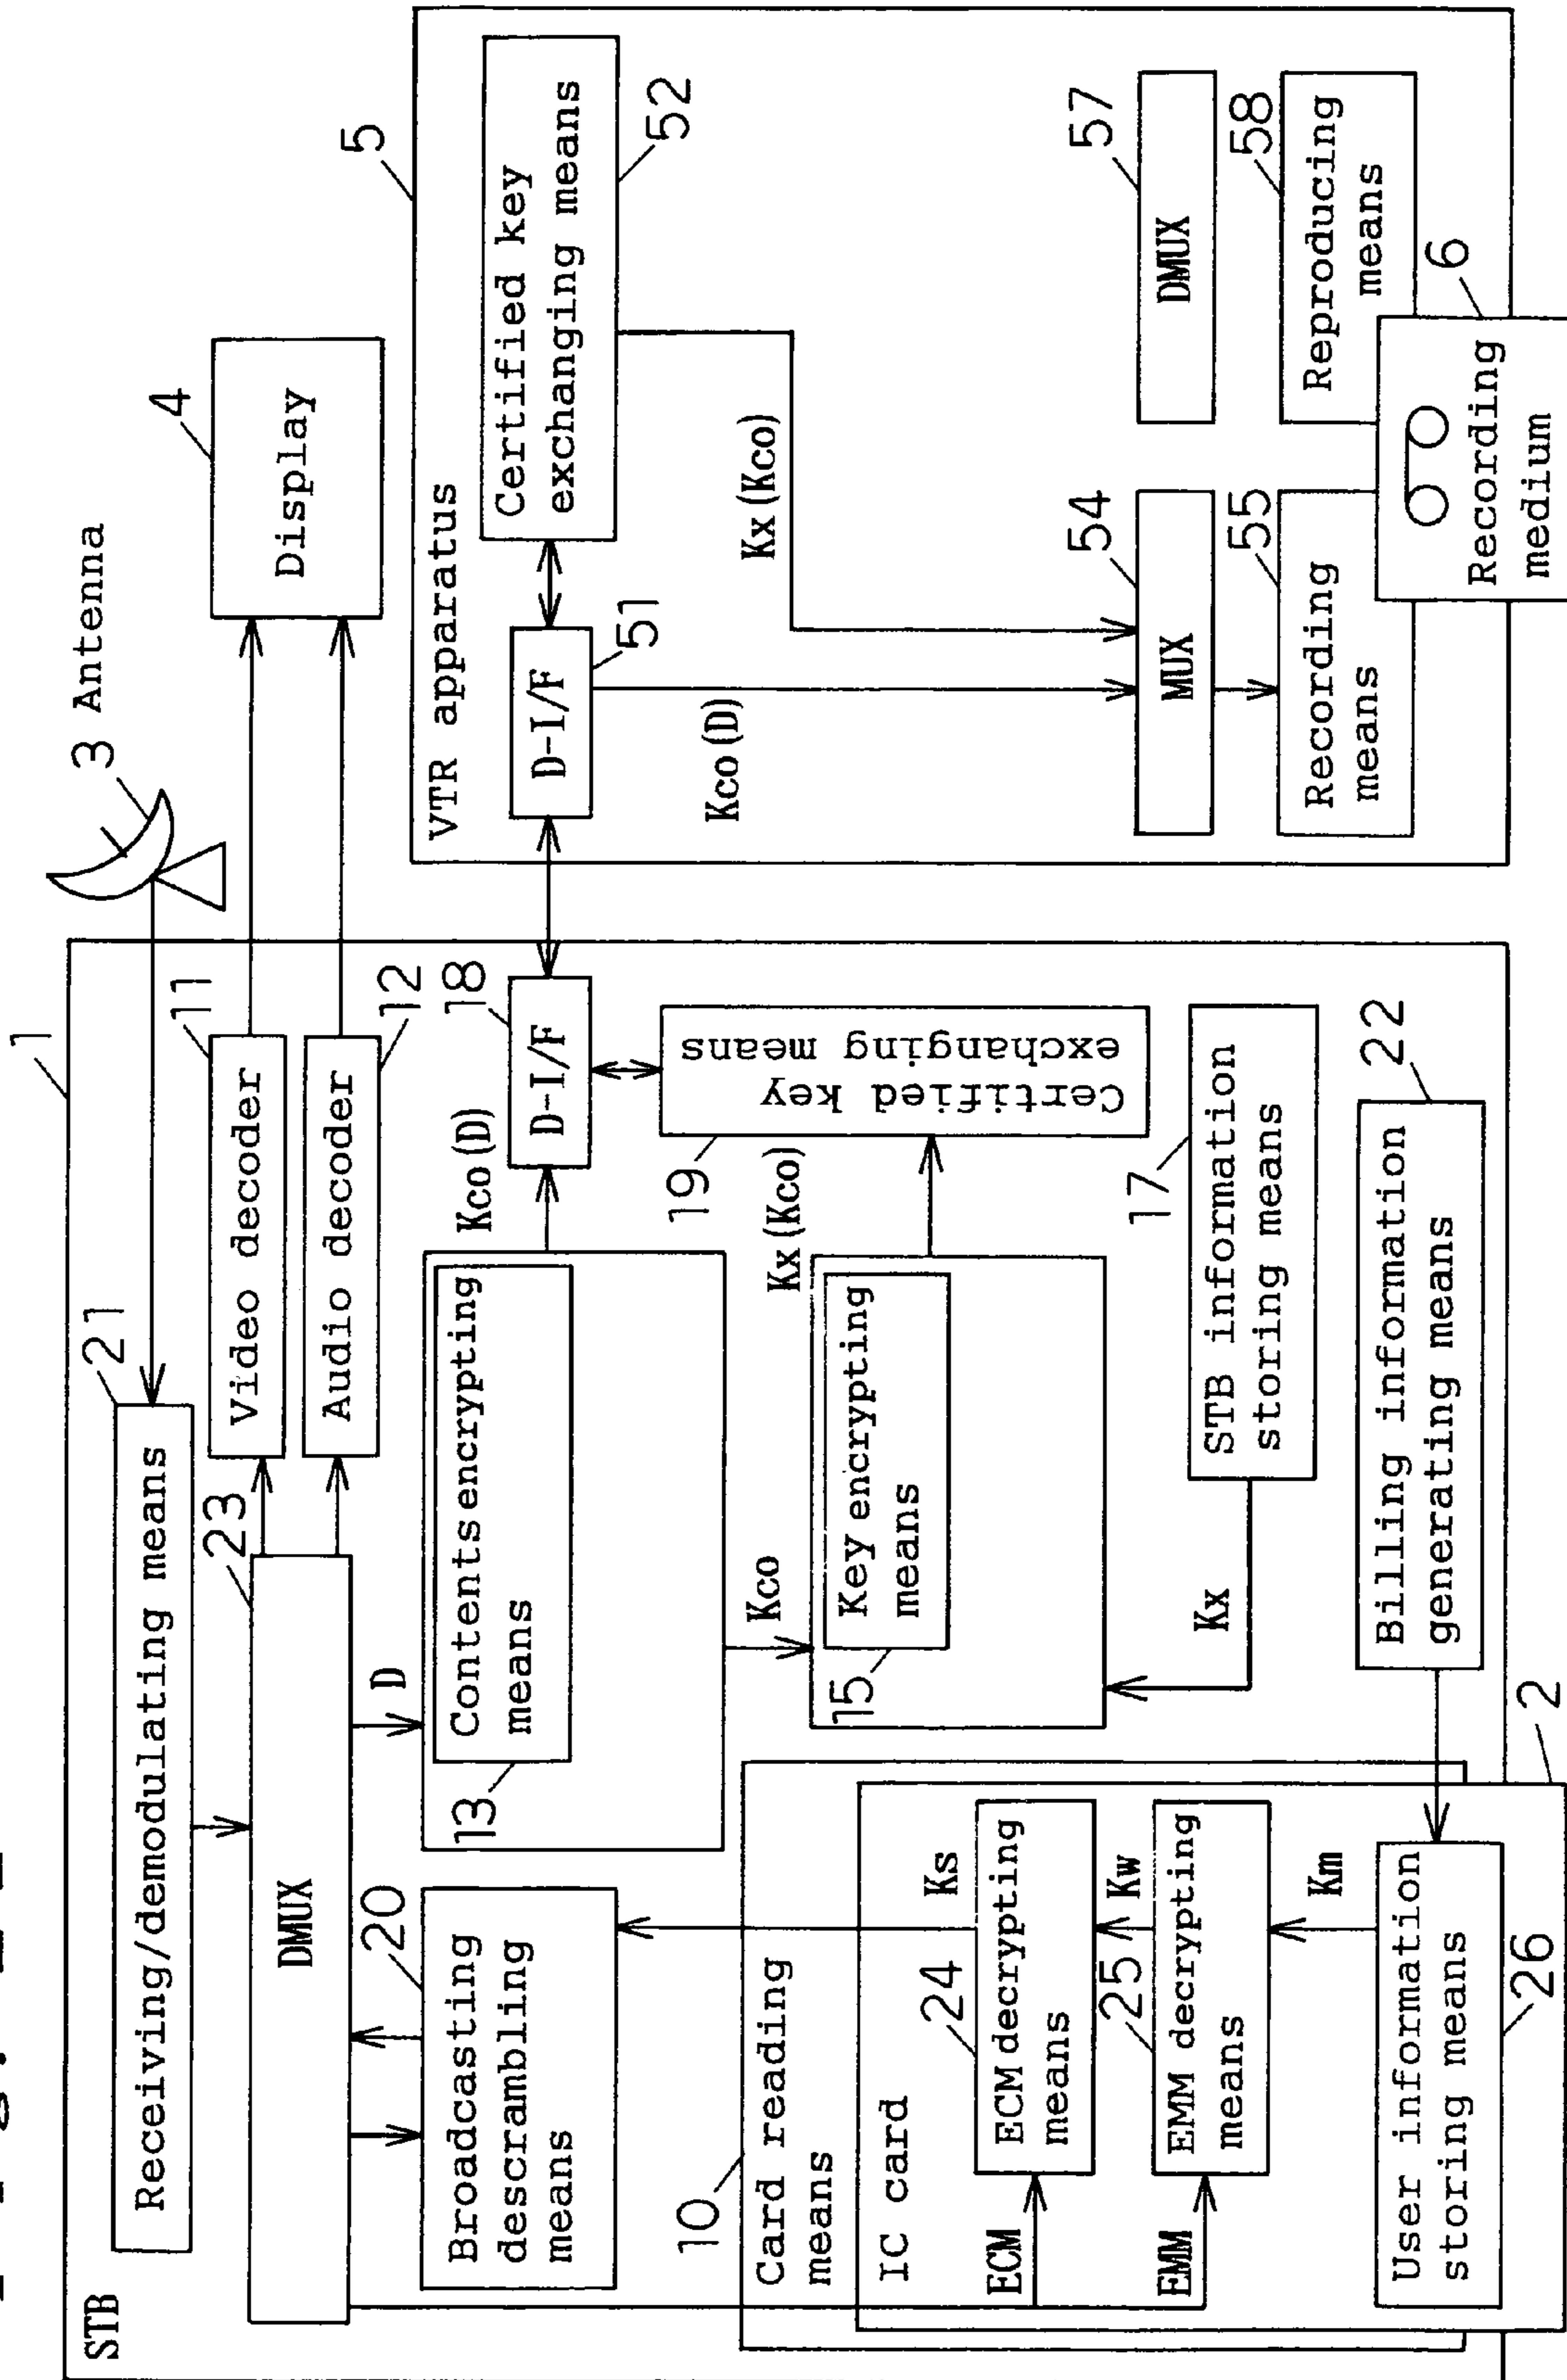 STB
1
Receiving/demodulating means
21
3 Antenna
DMUX
23
Video decoder
11
Audio decoder
12
4
Display
Broadcasting
descrambling
means
20
D
Contents encrypting
means
13
Kco(D)
D-I/F
18
Certified key
exchanging means
19
Kco
Key encrypting
means
15
Kx(Kco)
Kx
STB information
storing means
17
Billing information
generating means
22
10
Card reading
means
IC card
2
ECM
ECM decrypting
means
24
Ks
Kw
EMM
EMM decrypting
means
25
Km
User information
storing means
26
VTR apparatus
5
D-I/F
51
Certified key
exchanging means
52
Kco(D)
Kx(Kco)
MUX
54
DMUX
57
Recording
means
55
Reproducing
means
58
Recording
medium
6